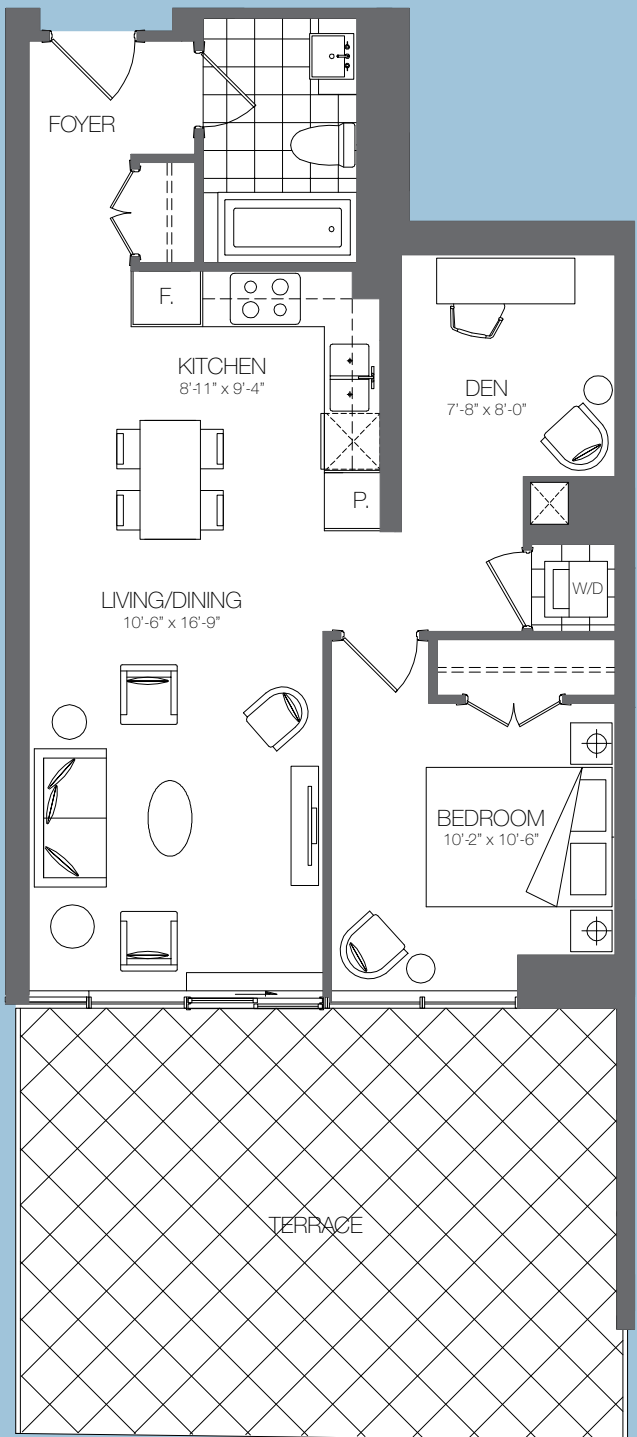 FOYER
F.
KITCHEN
8'-11" x 9'-4"
DEN
7'-8" x 8'-0"
P.
W/D
LIVING/DINING
10'-6" x 16'-9"
BEDROOM
10'-2" x 10'-6"
TERRACE